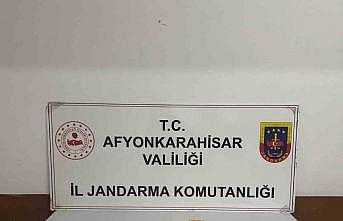 T.C.
AFYONKARAHİSAR
VALİLİĞİ
İL JANDARMA KOMUTANLIĞI